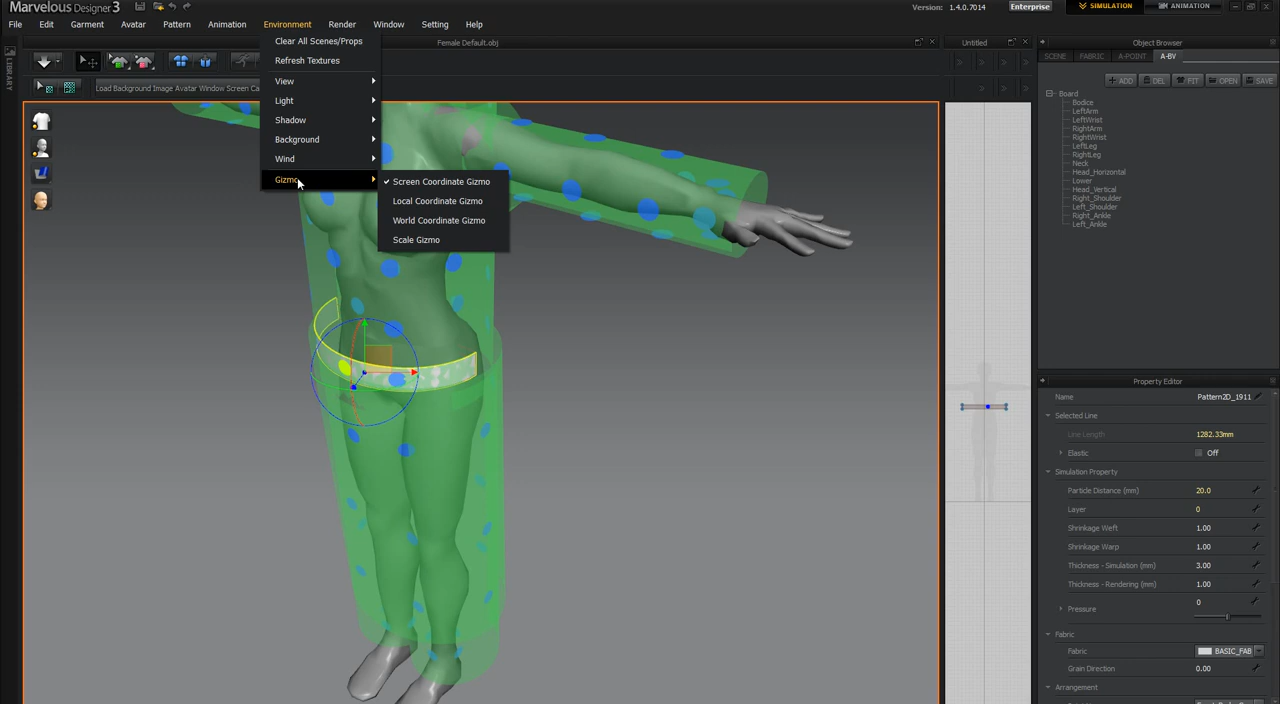 Marvelous Designer 3
Version: 1.4.0.7014
Enterprise
SIMULATION
ANIMATION
File Edit Garment Avatar Pattern Animation Environment Render Window Setting Help
Female Default.obj
Untitled
Object Browser
LIBRARY
Clear All Scenes/Props
Refresh Textures
View
Light
Shadow
Background
Wind
Gizmo
Screen Coordinate Gizmo
Local Coordinate Gizmo
World Coordinate Gizmo
Scale Gizmo
Load Background Image Avatar Window Screen Ca
SCENE FABRIC A-POINT A-BV
ADD DEL FIT OPEN SAVE
Board
Bodice
LeftArm
LeftWrist
RightArm
RightWrist
LeftLeg
RightLeg
Neck
Head_Horizontal
Lower
Head_Vertical
Right_Shoulder
Left_Shoulder
Right_Ankle
Left_Ankle
Property Editor
Name Pattern2D_1911
Selected Line
Line Length 1282.33mm
Elastic Off
Simulation Property
Particle Distance (mm) 20.0
Layer 0
Shrinkage Weft 1.00
Shrinkage Warp 1.00
Thickness - Simulation (mm) 3.00
Thickness - Rendering (mm) 1.00
Pressure 0
Fabric
Fabric BASIC_FAB
Grain Direction 0.00
Arrangement